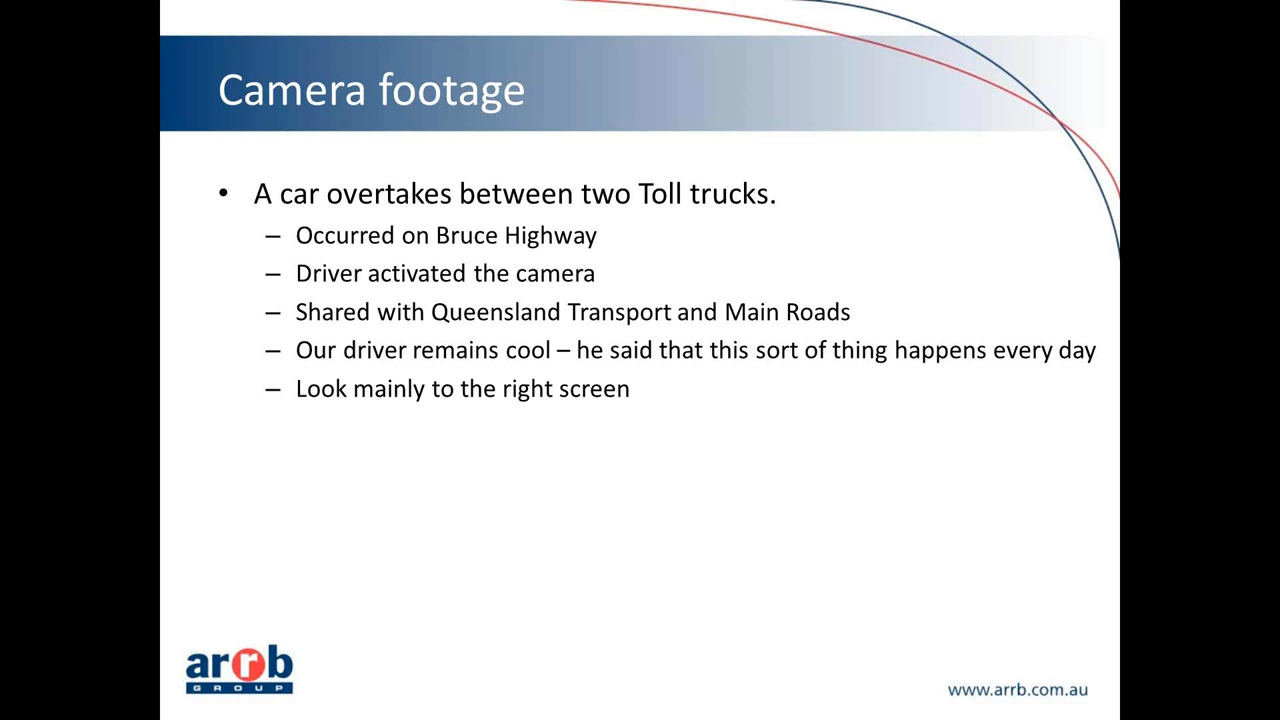 Camera footage
• A car overtakes between two Toll trucks.
– Occurred on Bruce Highway
– Driver activated the camera
– Shared with Queensland Transport and Main Roads
– Our driver remains cool – he said that this sort of thing happens every day
– Look mainly to the right screen
arrb
GROUP
www.arrb.com.au